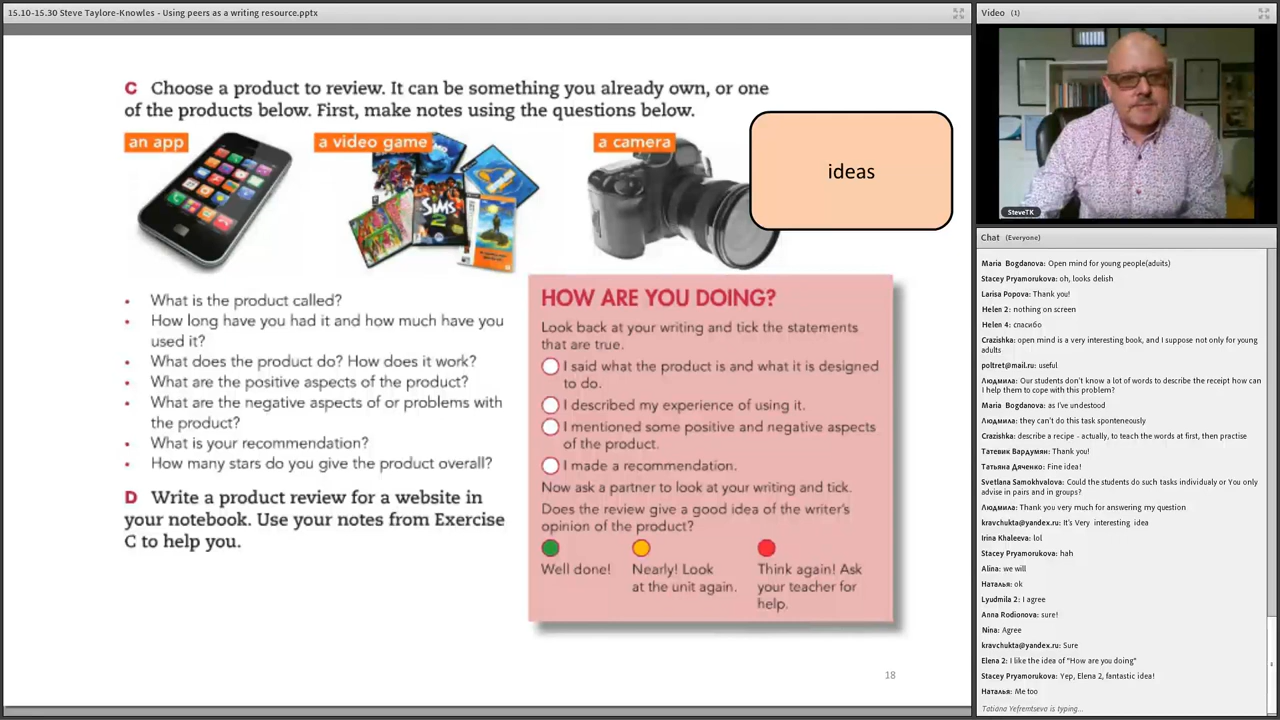 15.10-15.30 Steve Taylore-Knowles - Using peers as a writing resource.pptx
C Choose a product to review. It can be something you already own, or one
of the products below. First, make notes using the questions below.
an app
a video game
a camera
ideas
SiMS
2
• What is the product called?
• How long have you had it and how much have you
used it?
• What does the product do? How does it work?
• What are the positive aspects of the product?
• What are the negative aspects of or problems with
the product?
• What is your recommendation?
• How many stars do you give the product overall?
D Write a product review for a website in
your notebook. Use your notes from Exercise
C to help you.
HOW ARE YOU DOING?
Look back at your writing and tick the statements
that are true.
I said what the product is and what it is designed
to do.
I described my experience of using it.
I mentioned some positive and negative aspects
of the product.
I made a recommendation.
Now ask a partner to look at your writing and tick.
Does the review give a good idea of the writer's
opinion of the product?
Well done!
Nearly! Look
at the unit again.
Think again! Ask
your teacher for
help.
18
Video (1)
SteveTK
Chat (Everyone)
Maria Bogdanova: Open mind for young people(aduits)
Stacey Pryamorukova: oh, looks delish
Larisa Popova: Thank you!
Helen 2: nothing on screen
Helen 4: спасибо
Crazishka: open mind is a very interesting book, and I suppose not only for young
adults
poltret@mail.ru: useful
Людмила: Our students don't know a lot of words to describe the receipt how can
I help them to cope with this problem?
Maria Bogdanova: as I've undestood
Людмила: they can't do this task sponteneously
Crazishka: describe a recipe - actually, to teach the words at first, then practise
Татевик Вардумян: Thank you!
Татьяна Дяченко: Fine idea!
Svetlana Samokhvalova: Could the students do such tasks individualy or You only
advise in pairs and in groups?
Людмила: Thank you very much for answering my question
kravchukta@yandex.ru: It's Very interesting idea
Irina Khaleeva: lol
Stacey Pryamorukova: hah
Alina: we will
Наталья: ok
Lyudmila 2: I agree
Anna Rodionova: sure!
Nina: Agree
kravchukta@yandex.ru: Sure
Elena 2: I like the idea of "How are you doing"
Stacey Pryamorukova: Yep, Elena 2, fantastic idea!
Наталья: Me too
Tatiana Yefremtseva is typing...